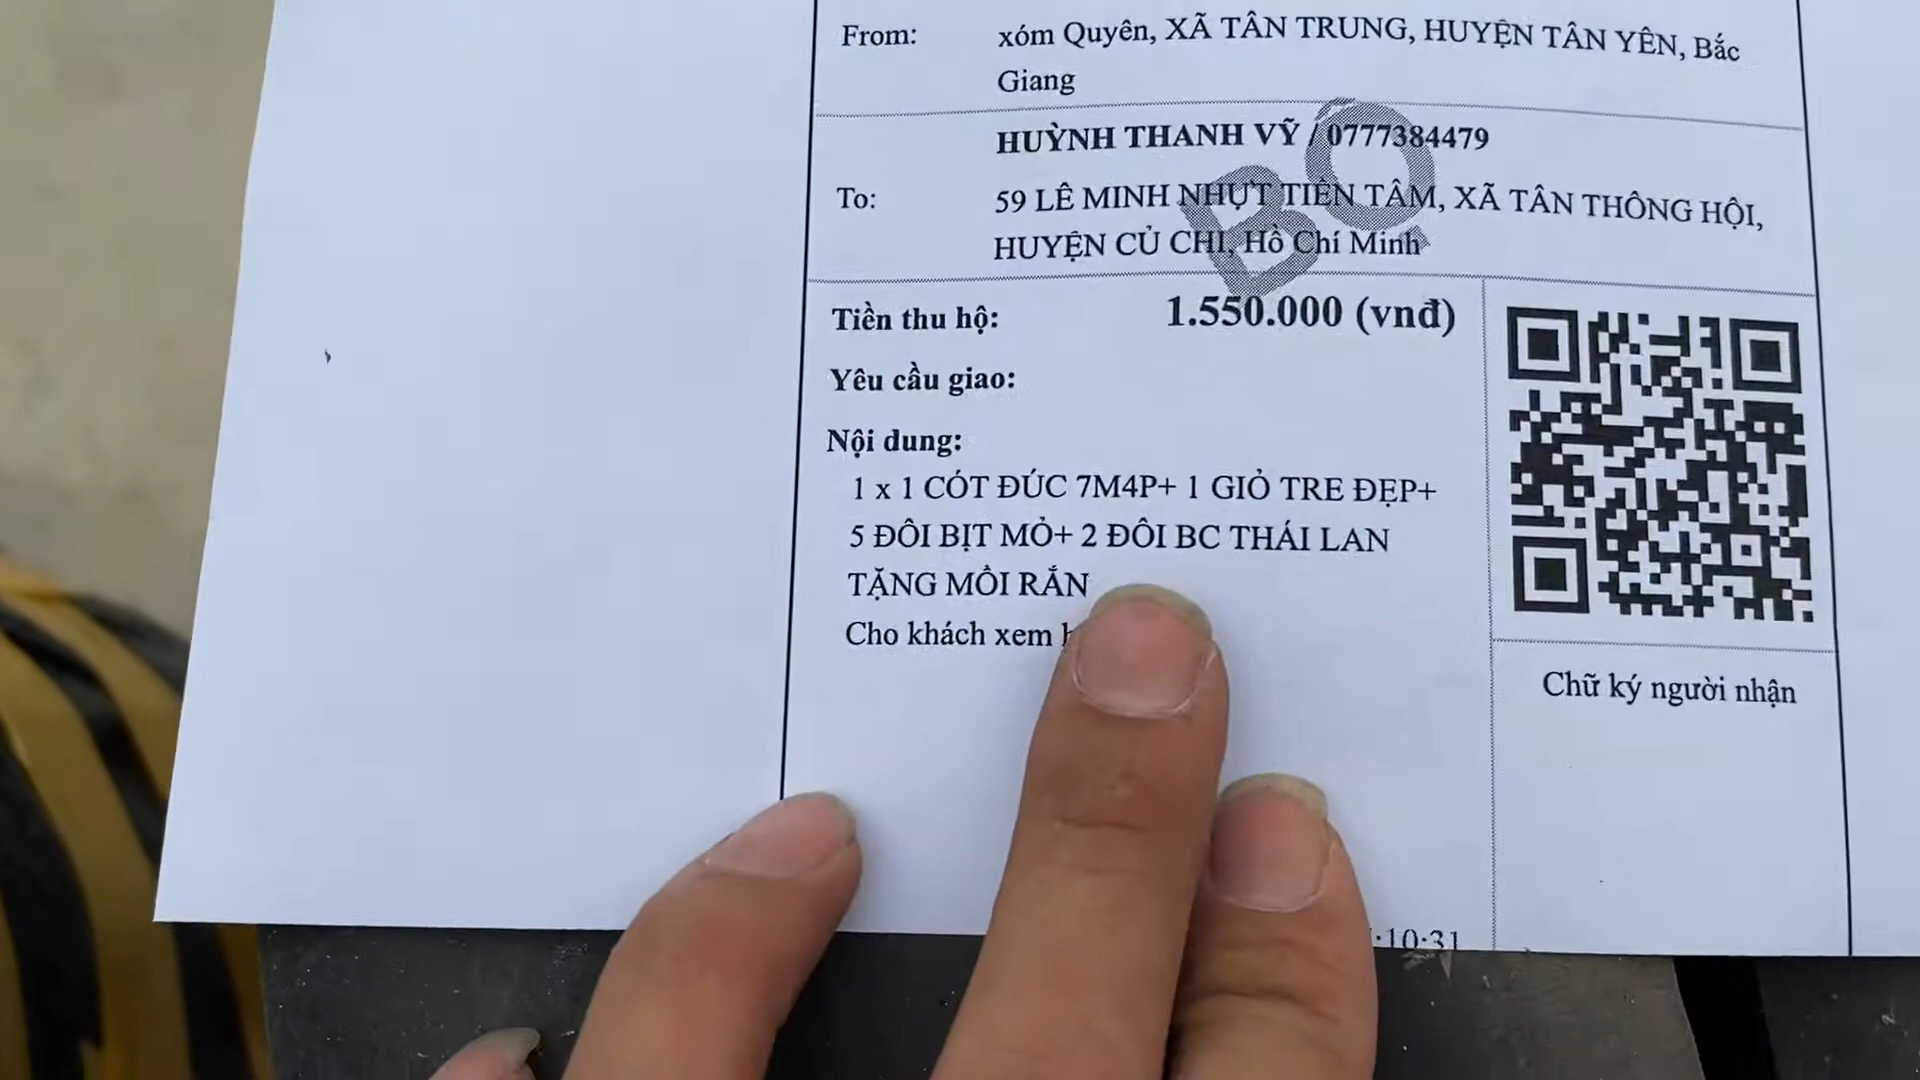 From: xóm Quyên, XÃ TÂN TRUNG, HUYỆN TÂN YÊN, Bắc
Giang
HUỲNH THANH VỸ / 0777384479
To: 59 LÊ MINH NHỰT TIẾN TÂM, XÃ TÂN THÔNG HỘI,
HUYỆN CỦ CHI, Hồ Chí Minh
Tiền thu hộ: 1.550.000 (vnđ)
Yêu cầu giao:
Nội dung:
1 x 1 CÓT ĐÚC 7M4P+ 1 GIỎ TRE ĐẸP+
5 ĐÔI BỊT MỎ+ 2 ĐÔI BC THÁI LAN
TẶNG MỒI RẮN
Cho khách xem
Chữ ký người nhận
:10:31